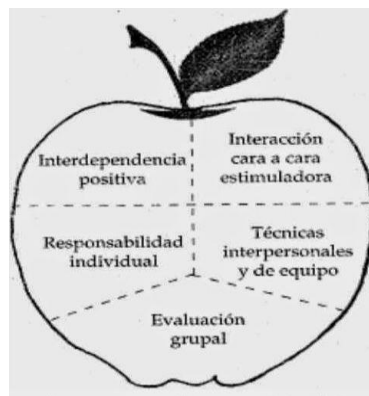 Interdependencia
positiva
Interacción
cara a cara
estimuladora
Responsabilidad
individual
Técnicas
interpersonales
y de equipo
Evaluación
grupal